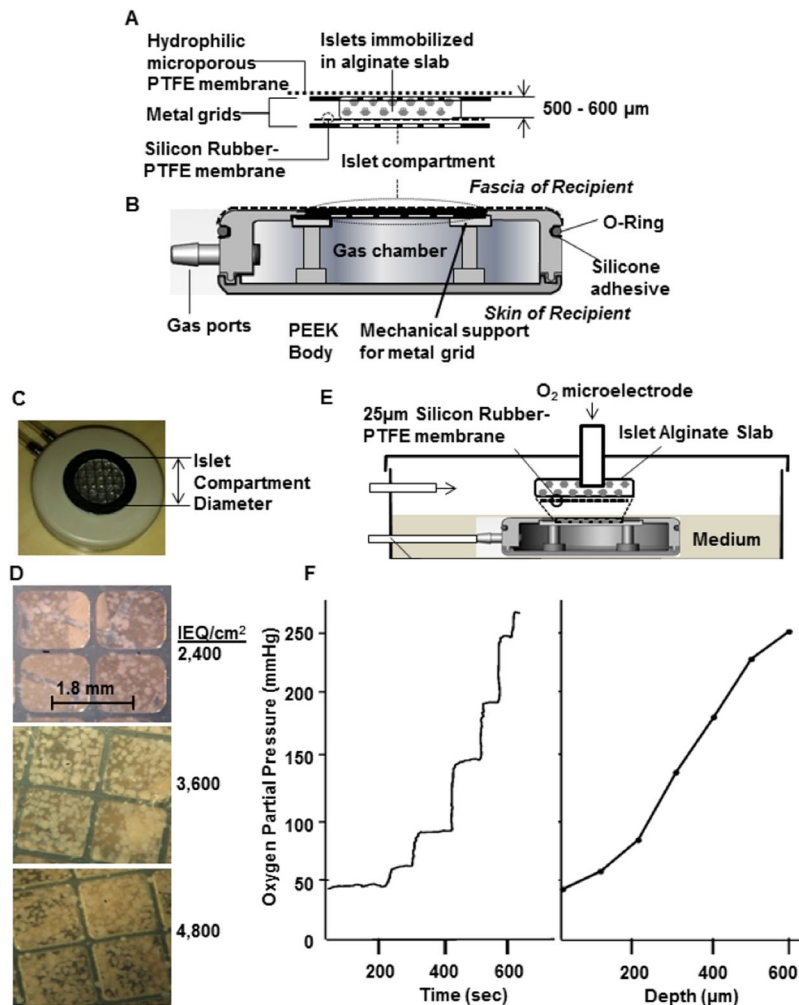 A
Hydrophilic
microporous
PTFE membrane
Metal grids
Silicon Rubber-
PTFE membrane
Islets immobilized
in alginate slab
500 - 600 µm
Islet compartment
B
Fascia of Recipient
O-Ring
Gas chamber
Silicone
adhesive
Skin of Recipient
Gas ports
PEEK
Body
Mechanical support
for metal grid
C
Islet
Compartment
Diameter
E
O2 microelectrode
25µm Silicon Rubber-
PTFE membrane
Islet Alginate Slab
Medium
D
IEQ/cm2
2,400
1.8 mm
3,600
4,800
F
Oxygen Partial Pressure (mmHg)
250
200
150
100
50
0
200 400 600
Time (sec)
200 400 600
Depth (µm)